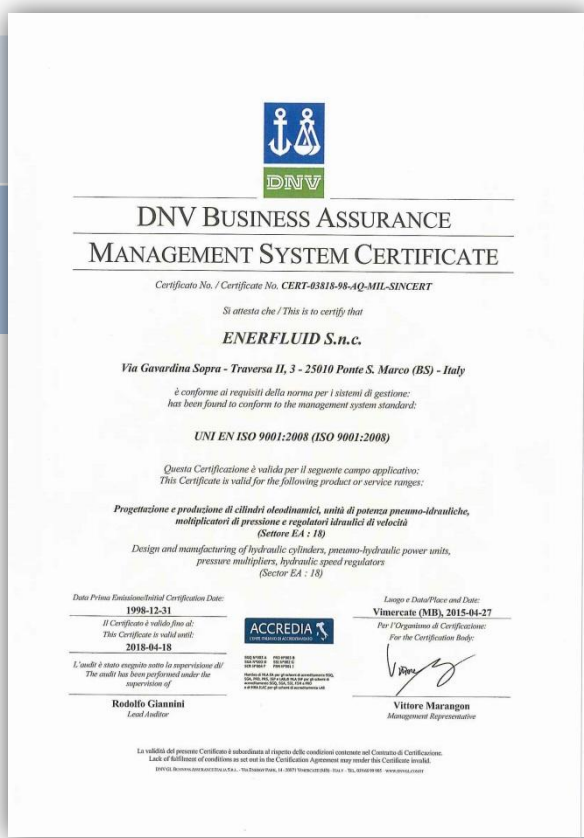 DNV
DNV BUSINESS ASSURANCE
MANAGEMENT SYSTEM CERTIFICATE
Certificato No. / Certificate No. CERT-03818-98-AQ-MIL-SINCERT
Si attesta che / This is to certify that
ENERFLUID S.n.c.
Via Gavardina Sopra - Traversa II, 3 - 25010 Ponte S. Marco (BS) - Italy
è conforme ai requisiti della norma per i sistemi di gestione:
has been found to conform to the management system standard:
UNI EN ISO 9001:2008 (ISO 9001:2008)
Questa Certificazione è valida per il seguente campo applicativo:
This Certificate is valid for the following product or service ranges:
Progettazione e produzione di cilindri oleodinamici, unità di potenza pneumo-idrauliche,
moltiplicatori di pressione e regolatori idraulici di velocità
(Settore EA : 18)
Design and manufacturing of hydraulic cylinders, pneumo-hydraulic power units,
pressure multipliers, hydraulic speed regulators
(Sector EA : 18)
Data Prima Emissione/Initial Certification Date:
1998-12-31
Il Certificato è valido fino al:
This Certificate is valid until:
2018-04-18
L'audit è stato eseguito sotto la supervisione di/
The audit has been performed under the
supervision of
Rodolfo Giannini
Lead Auditor
ACCREDIA
Luogo e Data/Place and Date:
Vimercate (MB), 2015-04-27
Per l'Organismo di Certificazione:
For the Certification Body:
Vittore Marangon
Management Representative
La validità del presente Certificato è subordinata al rispetto delle condizioni contenute nel Contratto di Certificazione.
Lack of fulfilment of conditions as set out in the Certification Agreement may render this Certificate invalid.